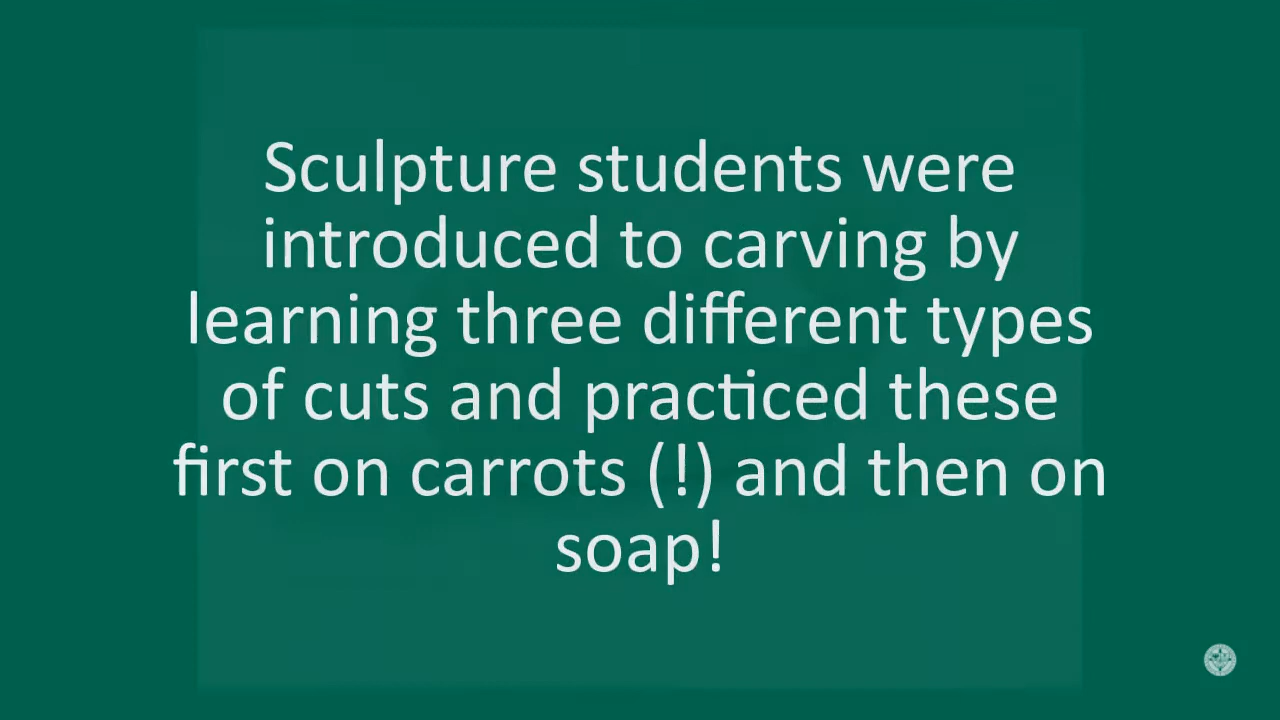 Sculpture students were
introduced to carving by
learning three different types
of cuts and practiced these
first on carrots (!) and then on
soap!